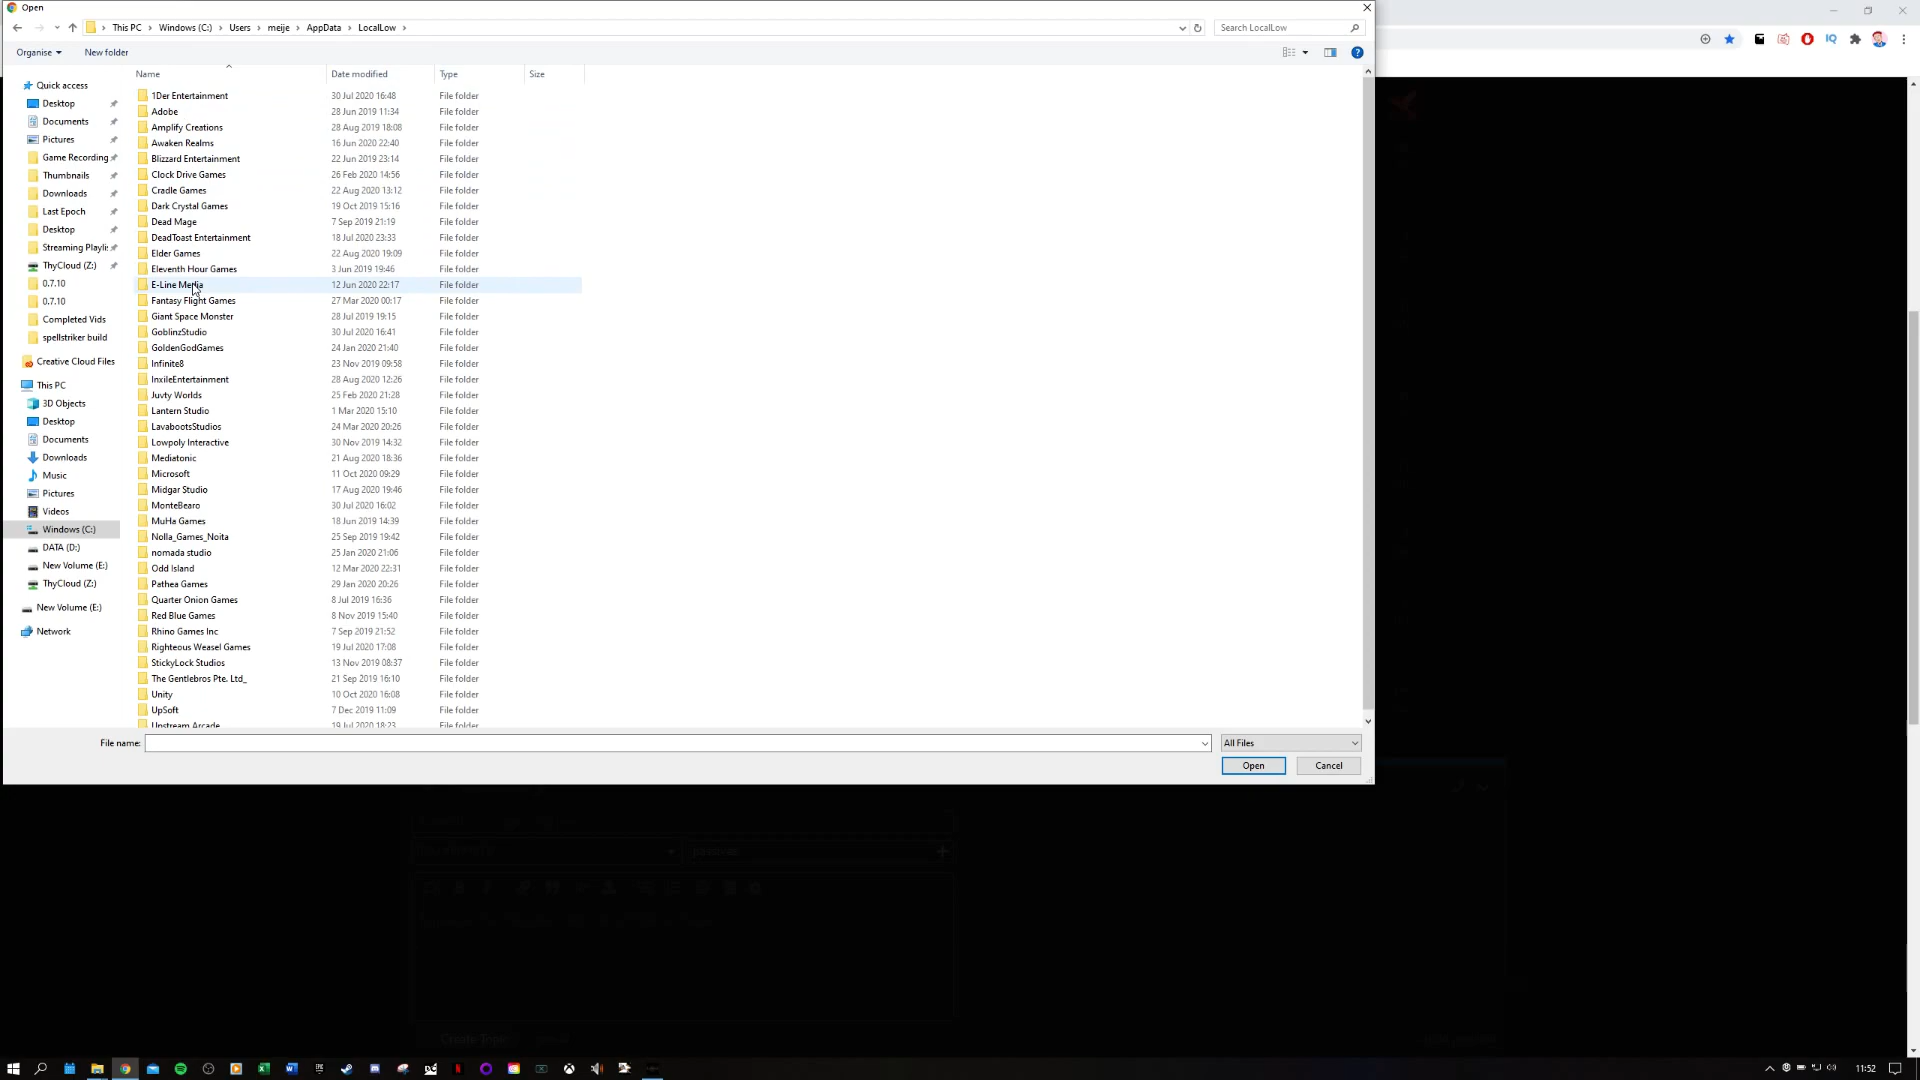 Open
This PC > Windows (C:) > Users > meije > AppData > LocalLow >
Search LocalLow
Organise
New folder
Name
Date modified
Type
Size
Quick access
Desktop
Documents
Pictures
Game Recording
Thumbnails
Downloads
Last Epoch
Desktop
Streaming Playli
ThyCloud (Z:)
0.7.10
0.7.10
Completed Vids
spellstriker build
Creative Cloud Files
This PC
3D Objects
Desktop
Documents
Downloads
Music
Pictures
Videos
Windows (C:)
DATA (D:)
New Volume (E:)
ThyCloud (Z:)
New Volume (E:)
Network
1Der Entertainment 30 Jul 2020 16:48 File folder
Adobe 28 Jun 2019 11:34 File folder
Amplify Creations 28 Aug 2019 18:08 File folder
Awaken Realms 16 Jun 2020 22:40 File folder
Blizzard Entertainment 22 Jun 2019 23:14 File folder
Clock Drive Games 26 Feb 2020 14:56 File folder
Cradle Games 22 Aug 2020 13:12 File folder
Dark Crystal Games 19 Oct 2019 15:16 File folder
Dead Mage 7 Sep 2019 21:19 File folder
DeadToast Entertainment 18 Jul 2020 23:33 File folder
Elder Games 22 Aug 2020 19:09 File folder
Eleventh Hour Games 3 Jun 2019 19:46 File folder
E-Line Media 12 Jun 2020 22:17 File folder
Fantasy Flight Games 27 Mar 2020 00:17 File folder
Giant Space Monster 28 Jul 2019 19:15 File folder
GoblinzStudio 30 Jul 2020 16:41 File folder
GoldenGodGames 24 Jan 2020 21:40 File folder
Infinite8 23 Nov 2019 09:58 File folder
InxileEntertainment 28 Aug 2020 12:26 File folder
Juvty Worlds 25 Feb 2020 21:28 File folder
Lantern Studio 1 Mar 2020 15:10 File folder
LavabootsStudios 24 Mar 2020 20:26 File folder
Lowpoly Interactive 30 Nov 2019 14:32 File folder
Mediatonic 21 Aug 2020 18:36 File folder
Microsoft 11 Oct 2020 09:29 File folder
Midgar Studio 17 Aug 2020 19:46 File folder
MonteBearo 30 Jul 2020 16:02 File folder
MuHa Games 18 Jun 2019 14:39 File folder
Nolla_Games_Noita 25 Sep 2019 19:42 File folder
nomada studio 25 Jan 2020 21:06 File folder
Odd Island 12 Mar 2020 22:31 File folder
Pathea Games 29 Jan 2020 20:26 File folder
Quarter Onion Games 8 Jul 2019 16:36 File folder
Red Blue Games 8 Nov 2019 15:40 File folder
Rhino Games Inc 7 Sep 2019 21:52 File folder
Righteous Weasel Games 19 Jul 2020 17:08 File folder
StickyLock Studios 13 Nov 2019 08:37 File folder
The Gentlebros Pte. Ltd_ 21 Sep 2019 16:10 File folder
Unity 10 Oct 2020 16:08 File folder
UpSoft 7 Dec 2019 11:09 File folder
Upstream Arcade 19 Jul 2020 18:23 File folder
File name:
All Files
Open
Cancel
Create Topic
11:52